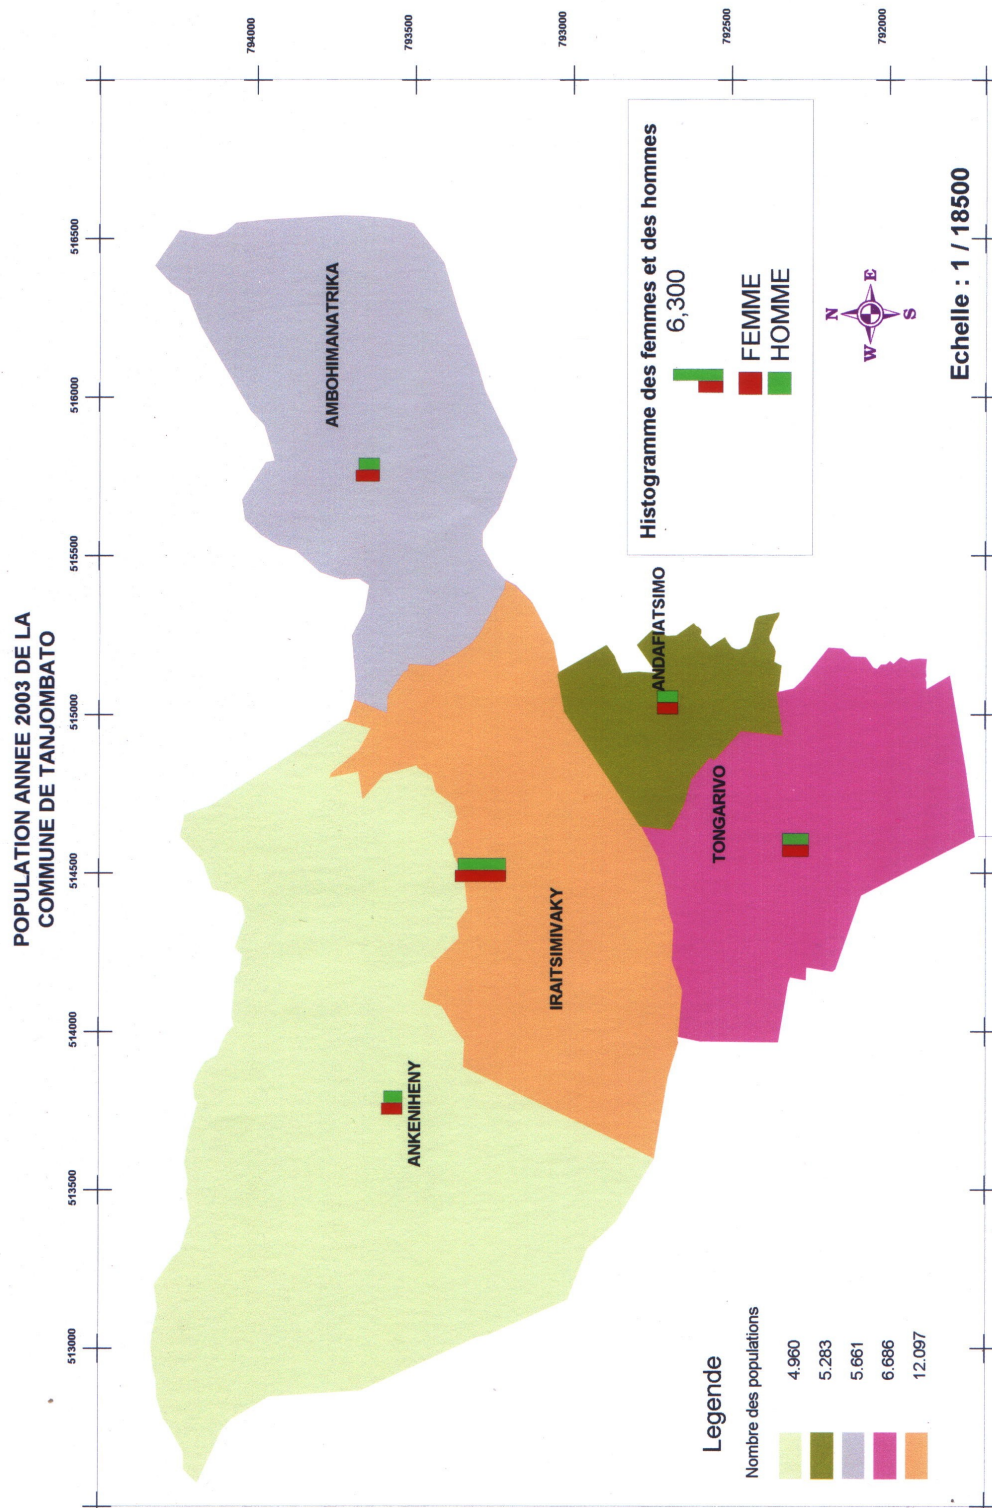 POPULATION ANNEE 2003 DE LA
COMMUNE DE TANJOMBATO
513000
513500
514000
514500
515000
515500
516000
516500
794000
793500
793000
792500
792000
AMBOHIMANATRIKA
ANKENIHENY
IRAITSIMIVAKY
ANDAFIATSIMO
TONGARIVO
Legende
Nombre des populations
4.960
5.283
5.661
6.686
12.097
Histogramme des femmes et des hommes
6,300
FEMME
HOMME
N
W
E
S
Echelle : 1 / 18500